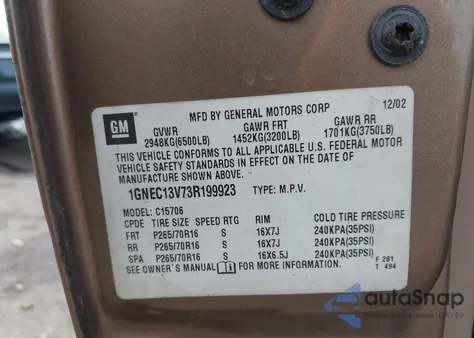 GM
MFD BY GENERAL MOTORS CORP 12/02
GVWR GAWR FRT GAWR RR
2948KG(6500LB) 1452KG(3200LB) 1701KG(3750LB)
THIS VEHICLE CONFORMS TO ALL APPLICABLE U.S. FEDERAL MOTOR
VEHICLE SAFETY STANDARDS IN EFFECT ON THE DATE OF
MANUFACTURE SHOWN ABOVE.
1GNEC13V73R199923 TYPE: M.P.V.
MODEL: C15706
CPDE TIRE SIZE SPEED RTG RIM COLD TIRE PRESSURE
FRT P265/70R16 S 16X7J 240KPA(35PSI)
RR P265/70R16 S 16X7J 240KPA(35PSI)
SPA P265/70R16 S 16X6.5J 240KPA(35PSI)
SEE OWNER'S MANUAL FOR MORE INFORMATION.
F 261
T 494
autoSnap